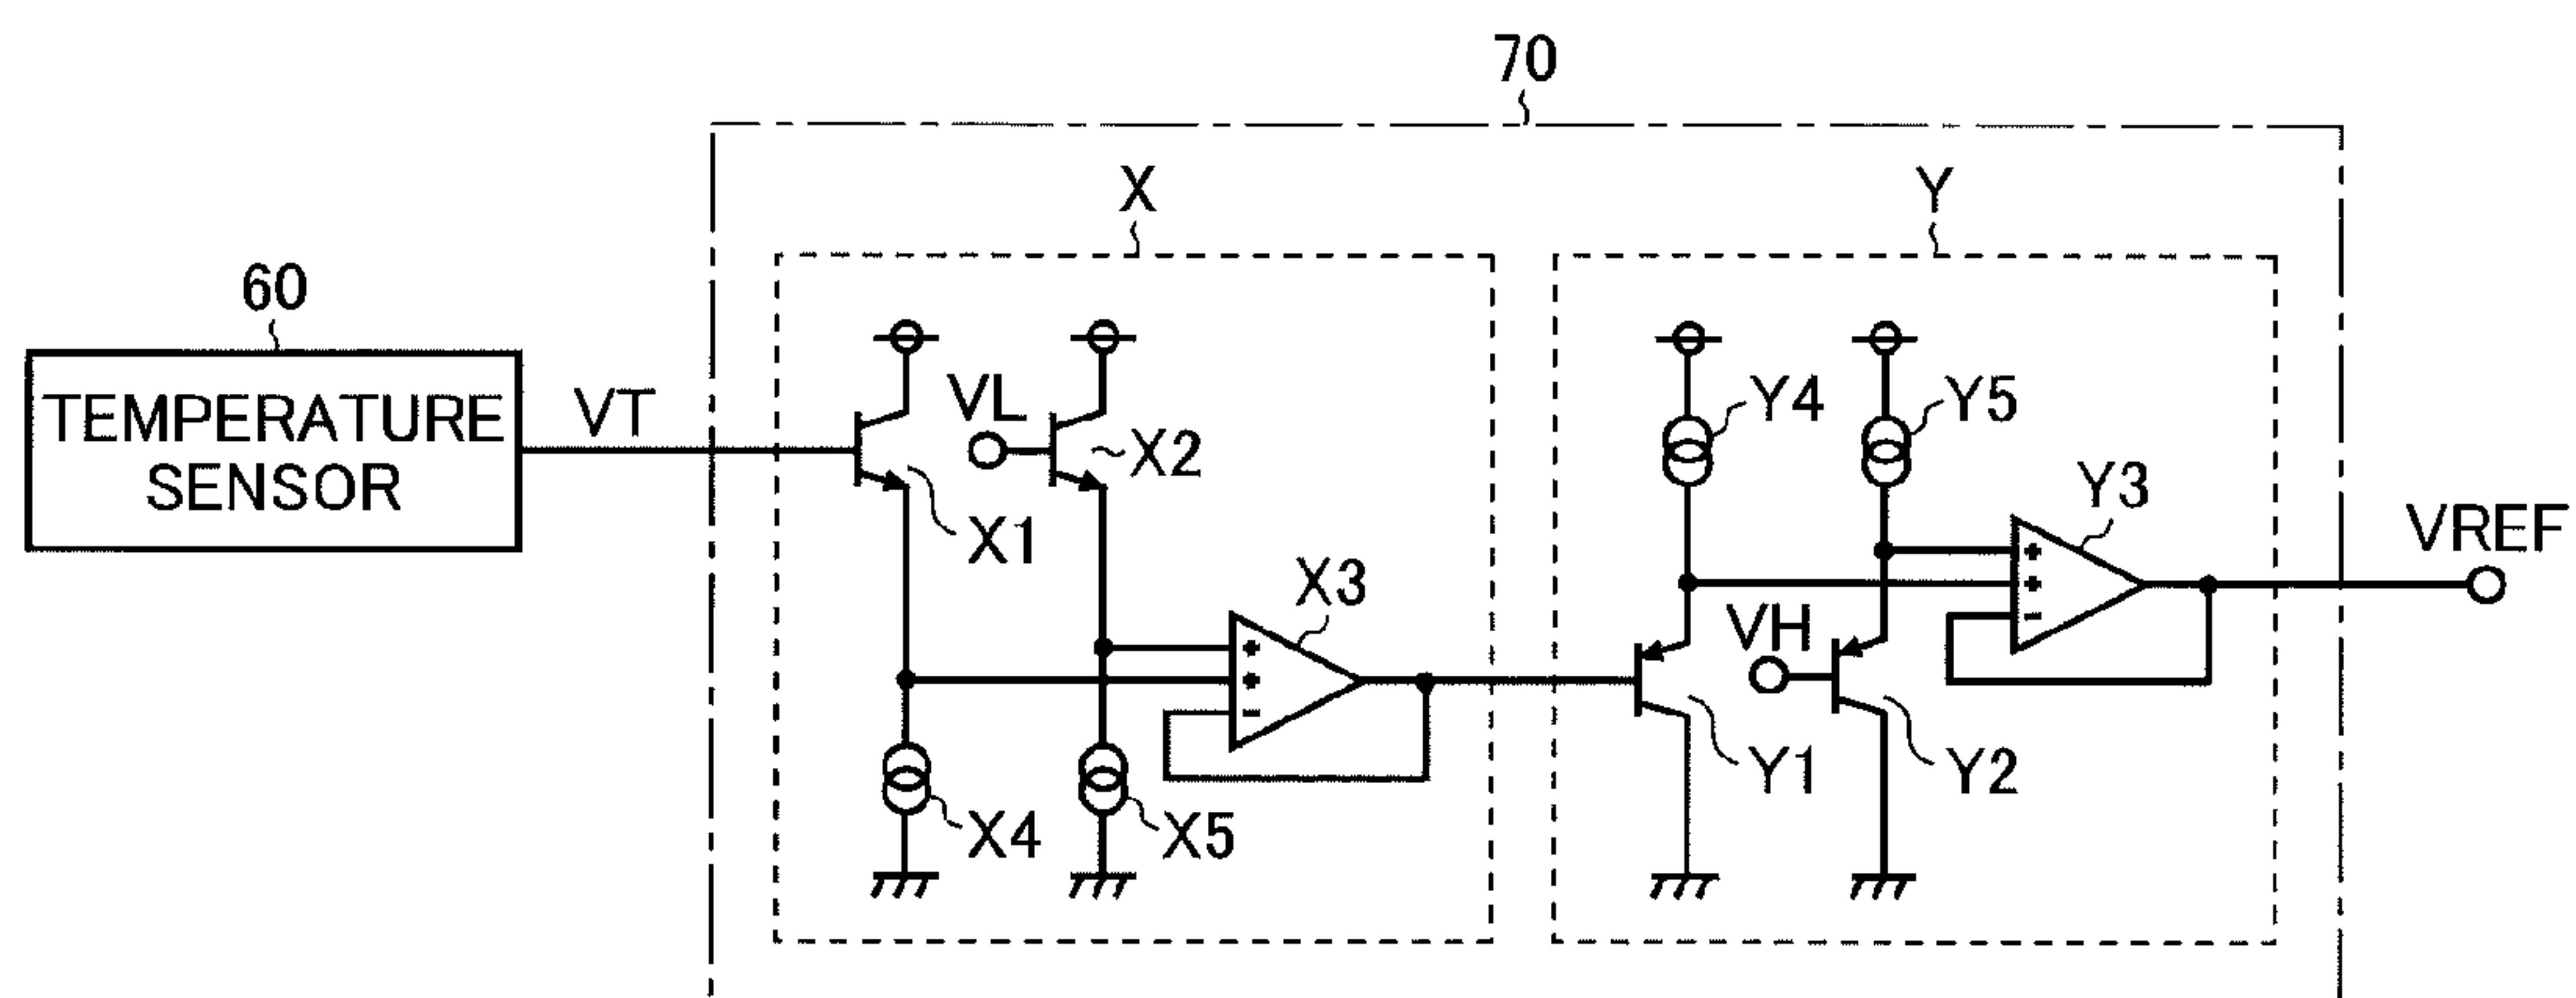 70
X
Y
60
TEMPERATURE
SENSOR
VT
VL
X2
X1
X3
+
+
-
X4
X5
Y4
Y5
Y3
+
+
-
VH
Y1
Y2
VREF